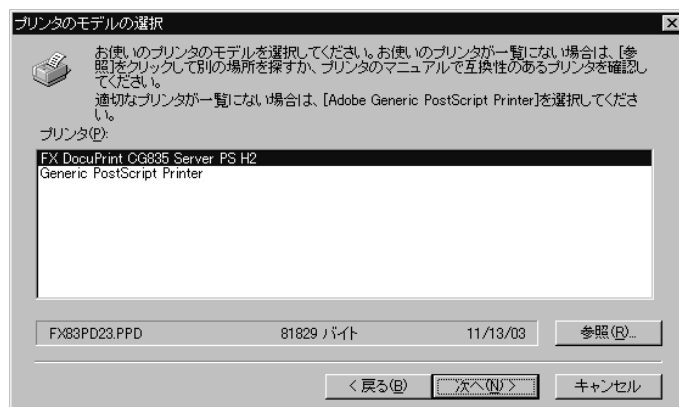 プリンタのモデルの選択
お使いのプリンタのモデルを選択してください。お使いのプリンタが一覧にない場合は、[参
照]をクリックして別の場所を探すか、プリンタのマニュアルで互換性のあるプリンタを確認し
てください。
適切なプリンタが一覧にない場合は、[Adobe Generic PostScript Printer]を選択してくださ
い。
プリンタ(P):
FX DocuPrint CG835 Server PS H2
Generic PostScript Printer
FX83PD23.PPD 81829 バイト 11/13/03 参照(R)...
< 戻る(B) 次へ(N) > キャンセル